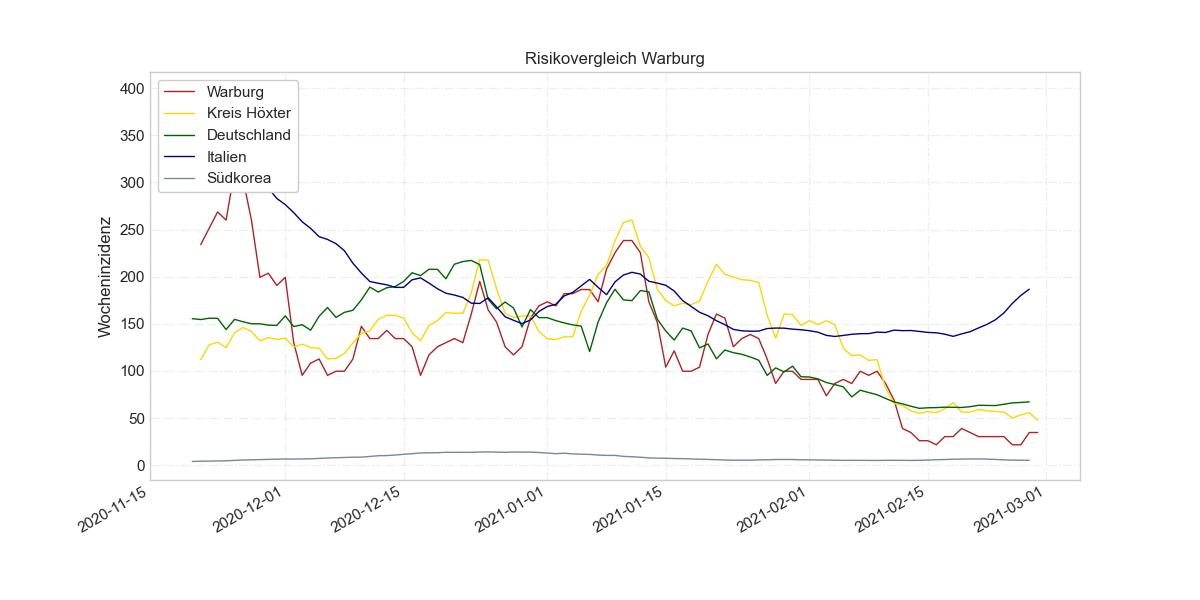 Risikovergleich Warburg
Wocheninzidenz
400
350
300
250
200
150
100
50
0
Warburg
Kreis Höxter
Deutschland
Italien
Südkorea
2020-11-15
2020-12-01
2020-12-15
2021-01-01
2021-01-15
2021-02-01
2021-02-15
2021-03-01